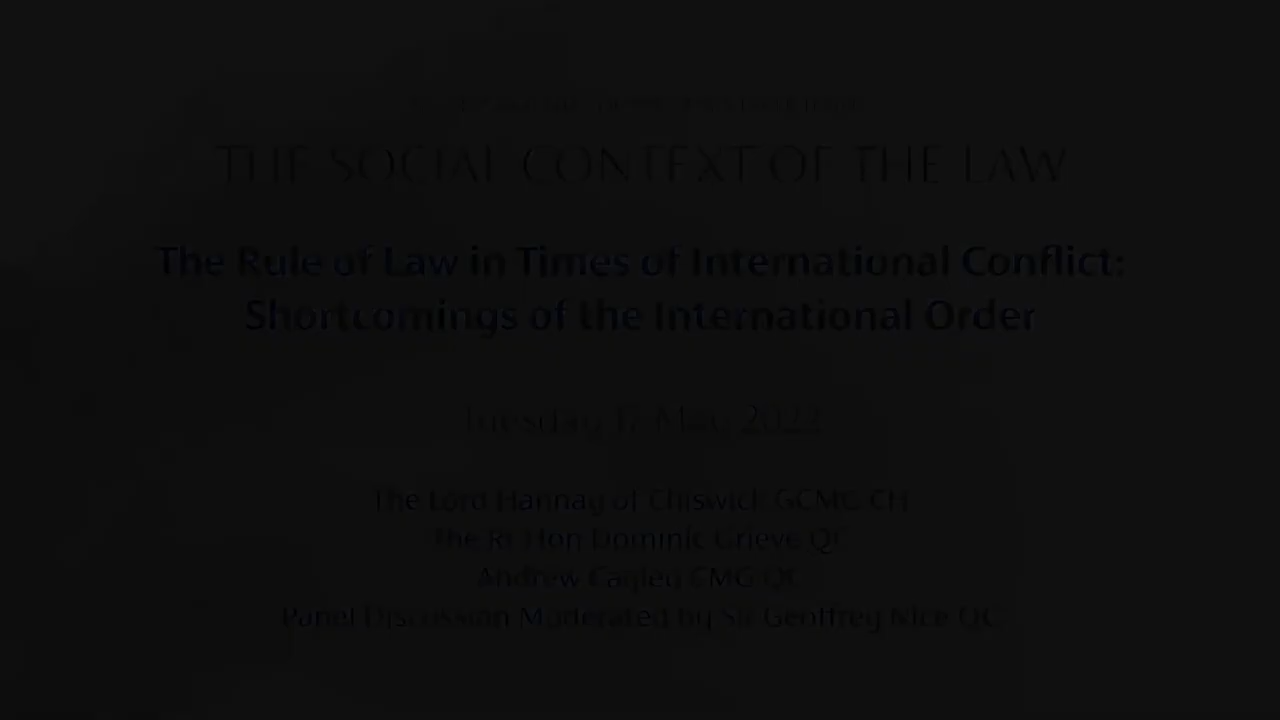 THE SOCIAL CONTEXT OF THE LAW
The Rule of Law in Times of International Conflict:
Shortcomings of the International Order
Tuesday 17 May 2022
The Lord Hannay of Chiswick GCMG CH
The Rt Hon Dominic Grieve QC
Andrew Cayley CMG QC
Panel Discussion Moderated by Sir Geoffrey Nice QC